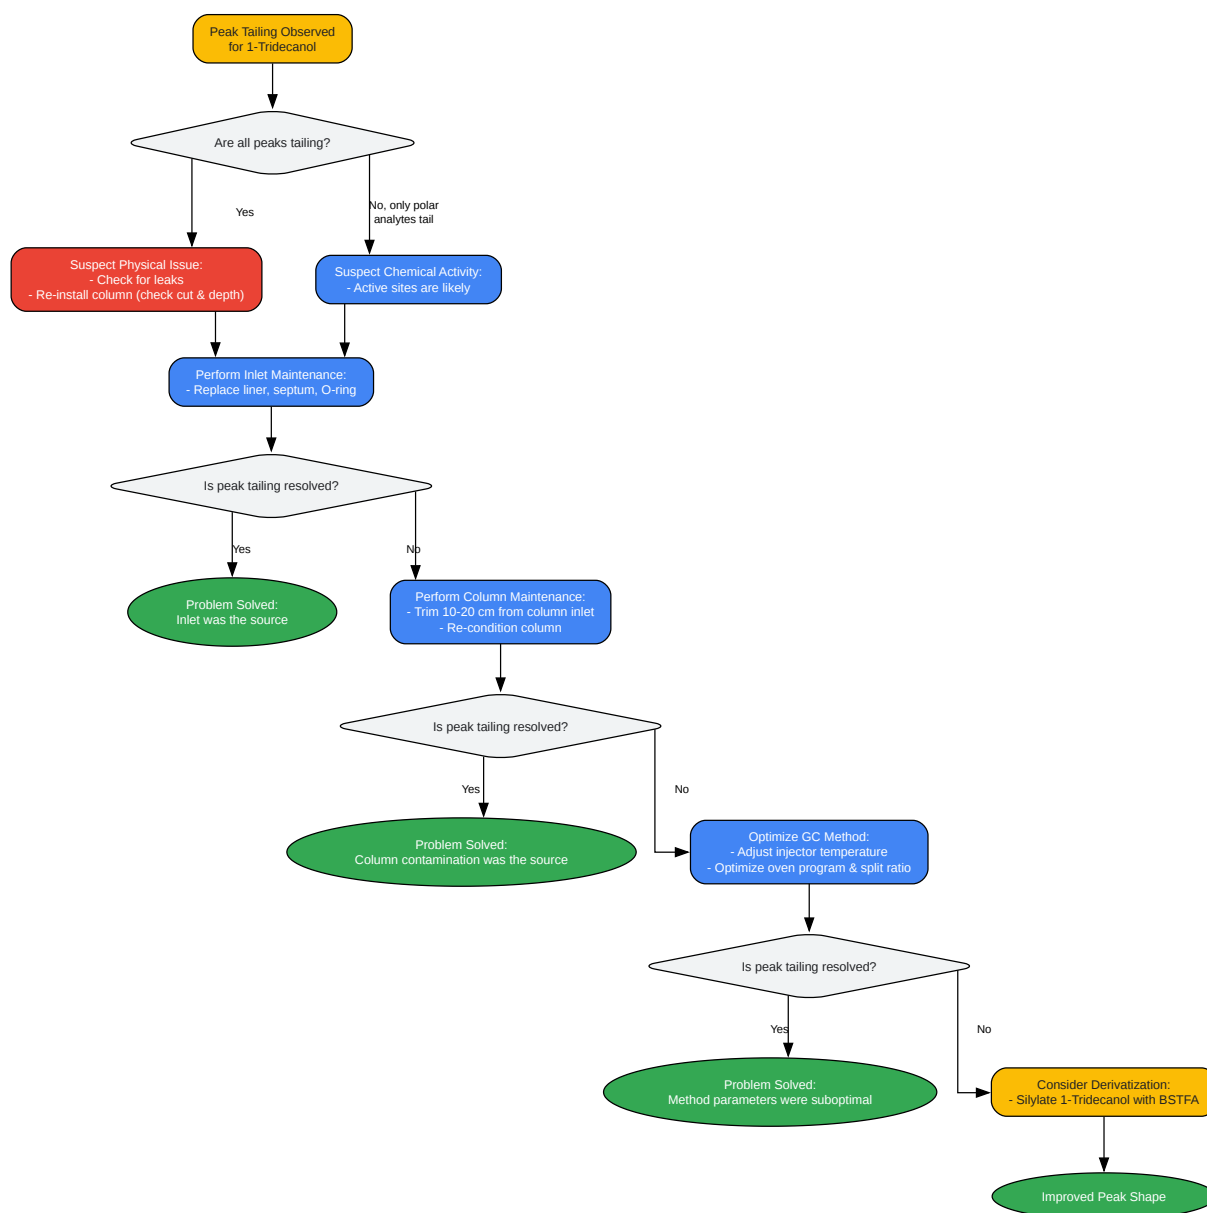 Peak Tailing Observed
for 1-Tridecanol
Are all peaks tailing?
Yes
No, only polar
analytes tail
Suspect Physical Issue:
- Check for leaks
- Re-install column (check cut & depth)
Suspect Chemical Activity:
- Active sites are likely
Perform Inlet Maintenance:
- Replace liner, septum, O-ring
Is peak tailing resolved?
Yes
No
Problem Solved:
Inlet was the source
Perform Column Maintenance:
- Trim 10-20 cm from column inlet
- Re-condition column
Is peak tailing resolved?
Yes
No
Problem Solved:
Column contamination was the source
Optimize GC Method:
- Adjust injector temperature
- Optimize oven program & split ratio
Is peak tailing resolved?
Yes
No
Problem Solved:
Method parameters were suboptimal
Consider Derivatization:
- Silylate 1-Tridecanol with BSTFA
Improved Peak Shape